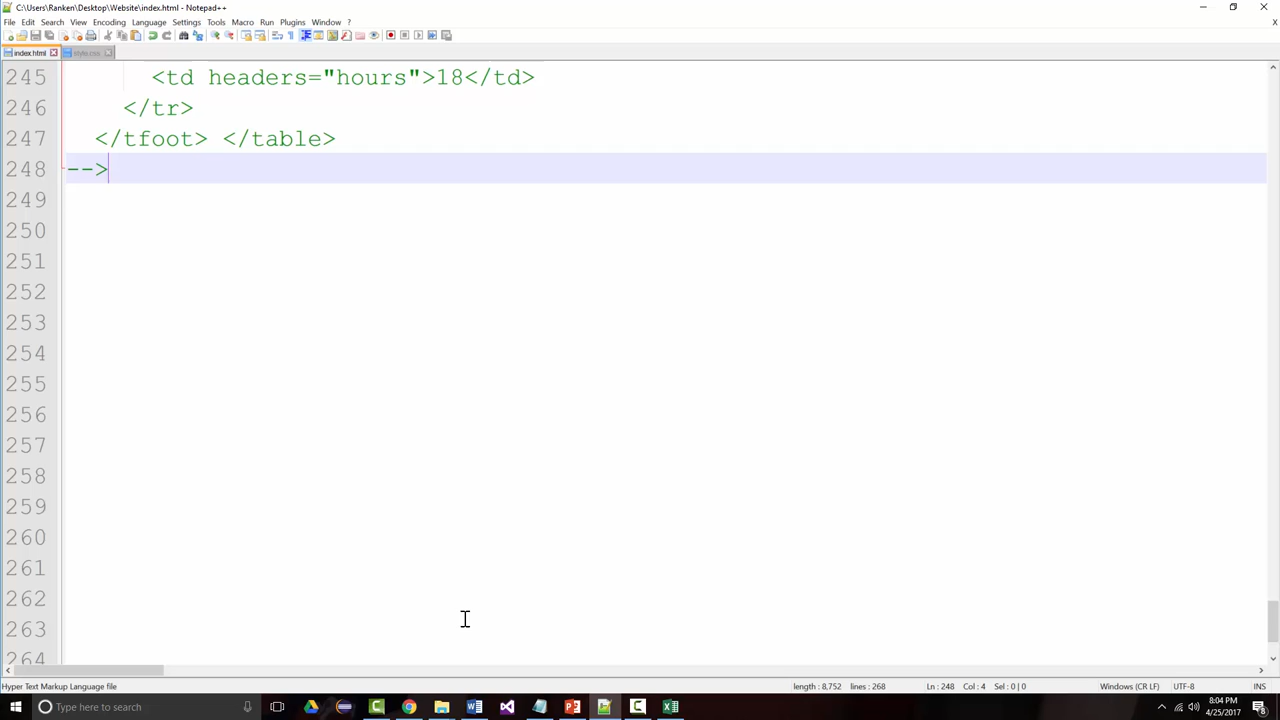 C:\Users\Ranken\Desktop\Website\index.html - Notepad++
File Edit Search View Encoding Language Settings Tools Macro Run Plugins Window ?
X
index.html style.css
245 <td headers="hours">18</td>
246 </tr>
247 </tfoot> </table>
248 -->
249
250
251
252
253
254
255
256
257
258
259
260
261
262
263
264
Hyper Text Markup Language file length : 8,752 lines : 268 Ln : 248 Col : 4 Sel : 0 | 0 Windows (CR LF) UTF-8 INS
Type here to search
8:04 PM
4/25/2017